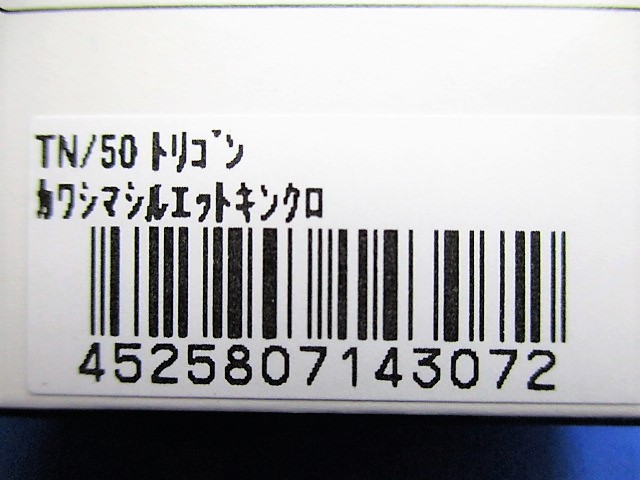 TN/50 ﾄﾘｺﾞﾝ
ｶﾜｼﾏｼﾙｴｯﾄｷﾝｸﾛ
4525807143072